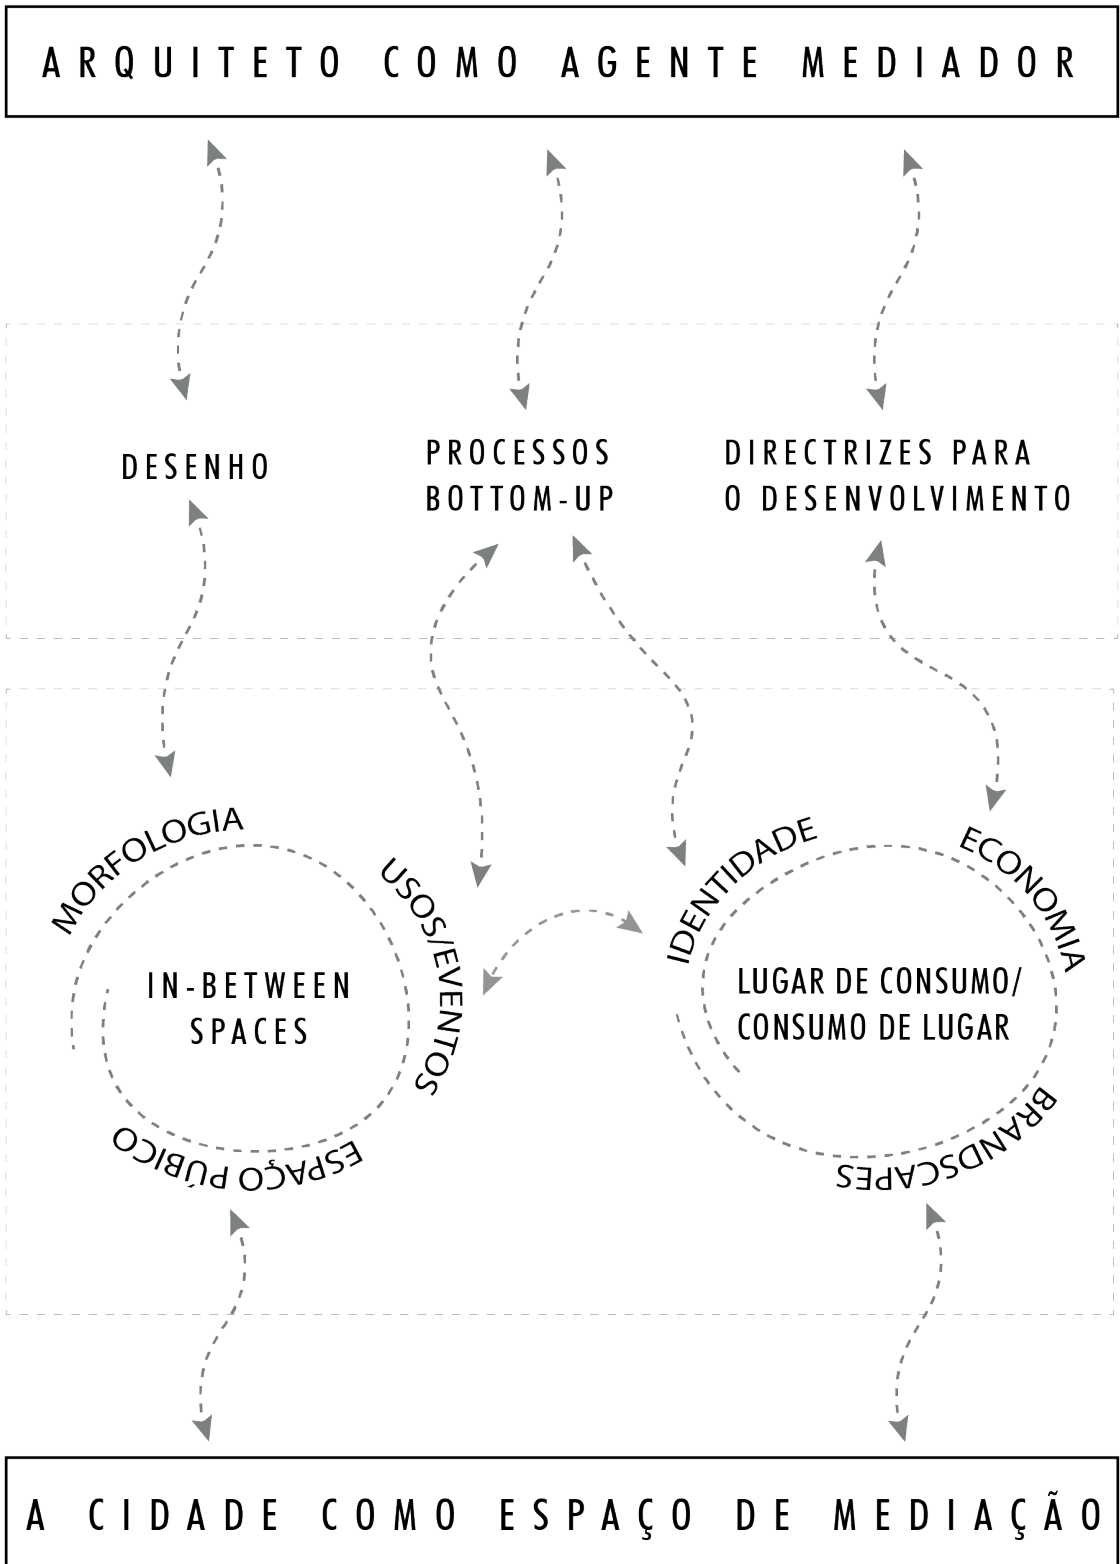 ARQUITETO COMO AGENTE MEDIADOR
DESENHO
PROCESSOS
BOTTOM-UP
DIRECTRIZES PARA
O DESENVOLVIMENTO
MORFOLOGIA
USOS/EVENTOS
IN-BETWEEN
SPACES
ESPAÇO PÚBICO
IDENTIDADE
ECONOMIA
LUGAR DE CONSUMO/
CONSUMO DE LUGAR
BRANDSCAPES
A CIDADE COMO ESPAÇO DE MEDIAÇÃO